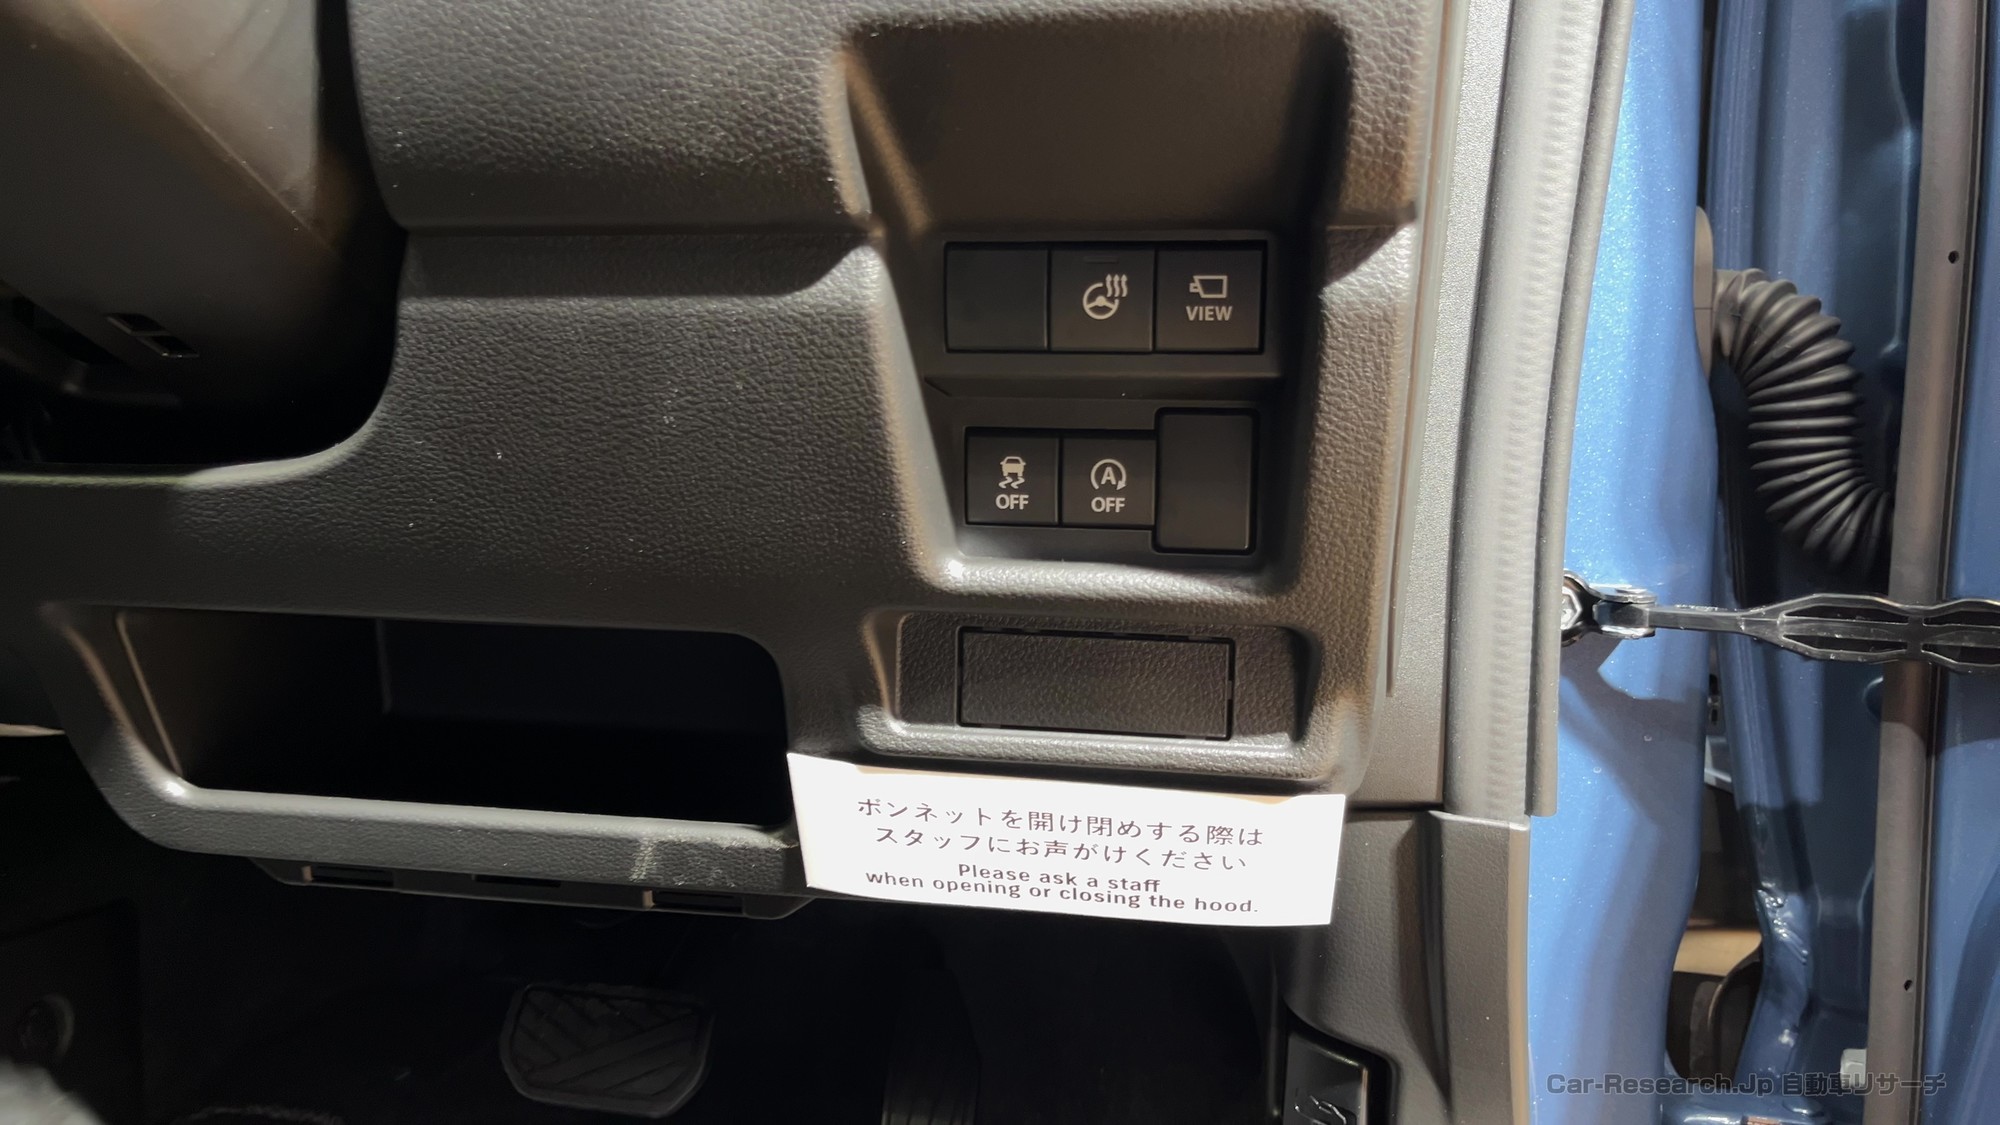 VIEW
OFF
OFF
ボンネットを開け閉めする際は
スタッフにお声がけください
Please ask a staff
when opening or closing the hood.
Car-Research.Jp 自動車リサーチ